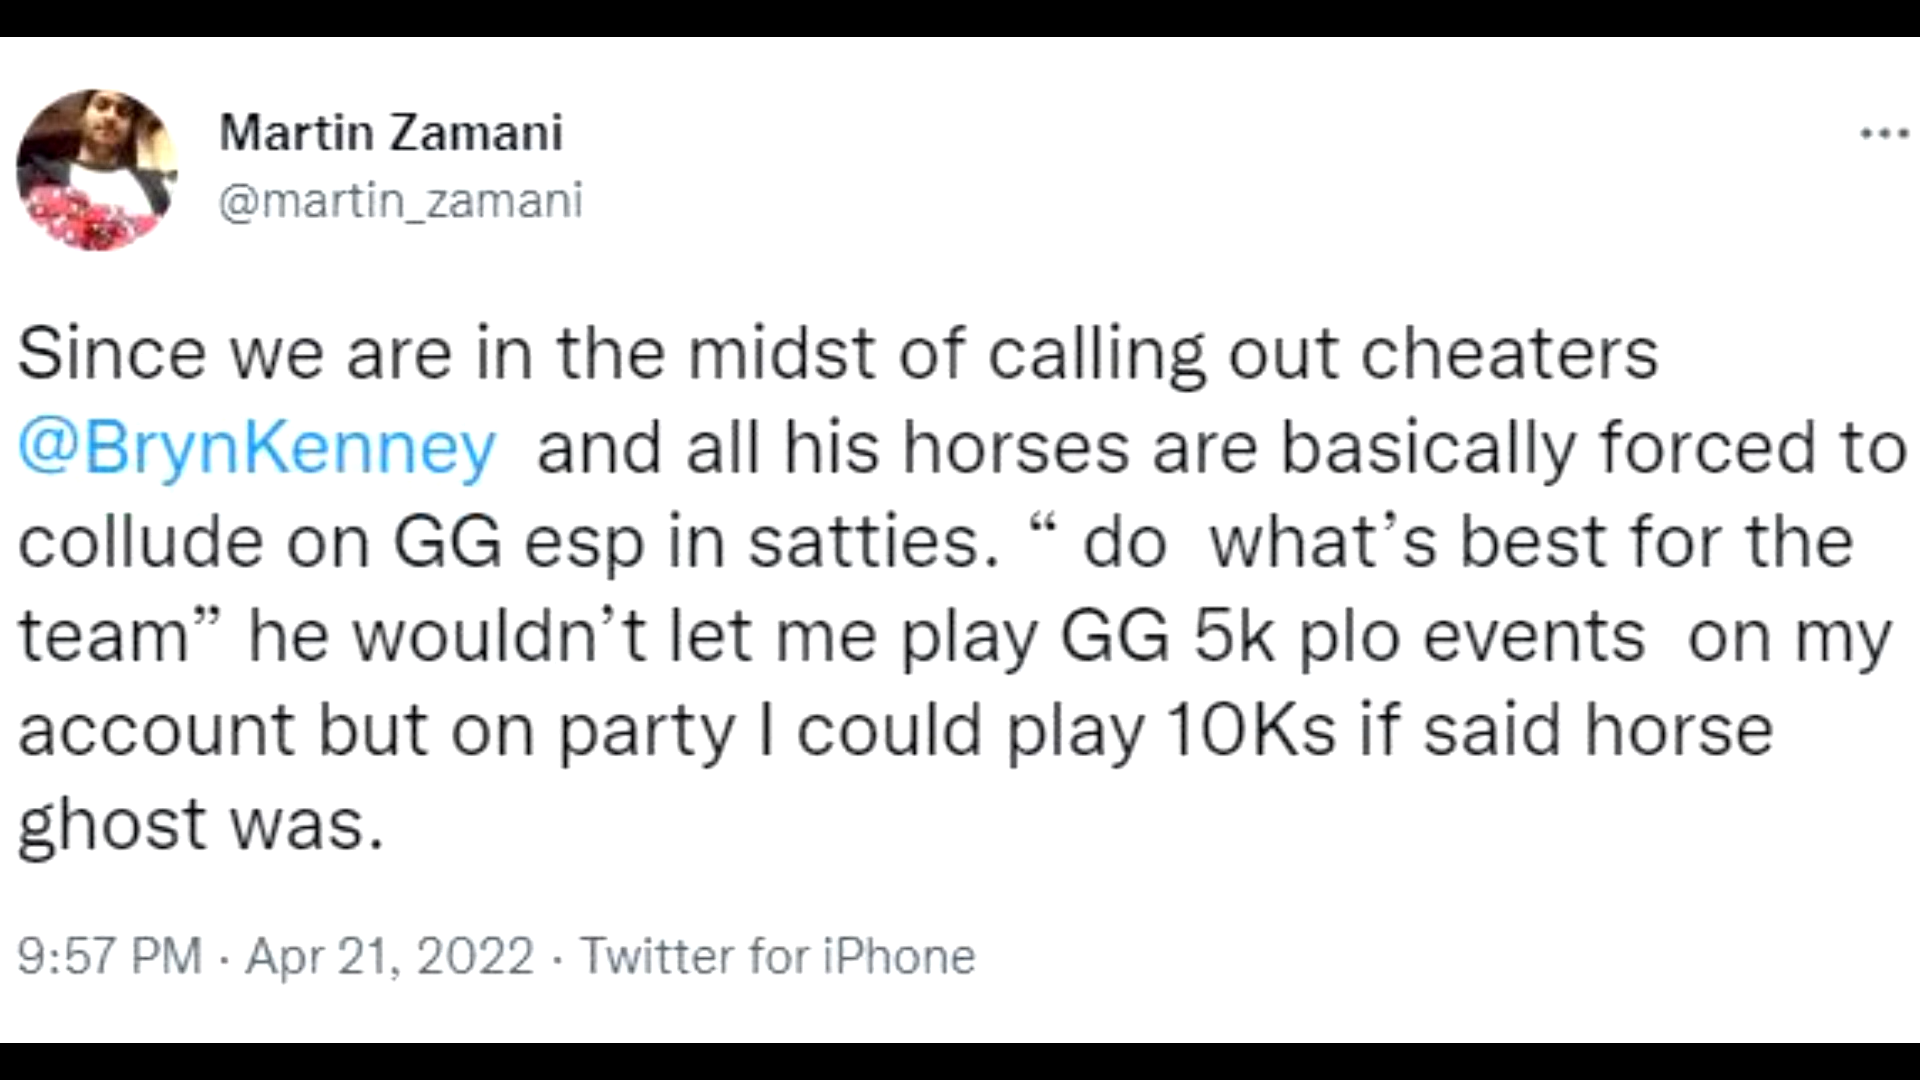 Martin Zamani
@martin_zamani
Since we are in the midst of calling out cheaters
@BrynKenney  and all his horses are basically forced to
collude on GG esp in satties. “ do  what’s best for the
team” he wouldn’t let me play GG 5k plo events  on my
account but on party I could play 10Ks if said horse
ghost was.
9:57 PM · Apr 21, 2022 · Twitter for iPhone